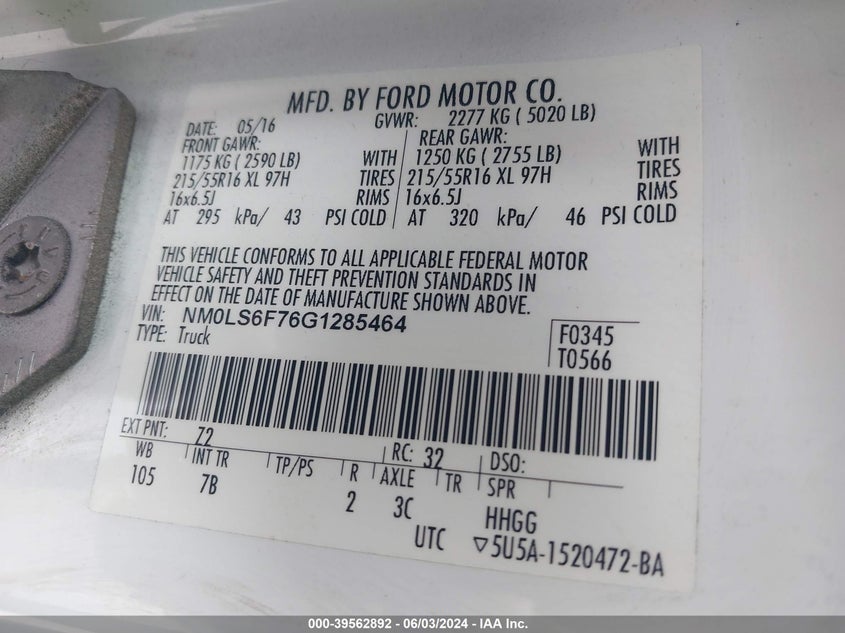 MFD. BY FORD MOTOR CO.
DATE: 05/16 GVWR: 2277 KG ( 5020 LB)
FRONT GAWR: REAR GAWR:
1175 KG ( 2590 LB) WITH 1250 KG ( 2755 LB) WITH
215/55R16 XL 97H TIRES 215/55R16 XL 97H TIRES
16x6.5J RIMS 16x6.5J RIMS
AT 295 kPa/ 43 PSI COLD AT 320 kPa/ 46 PSI COLD
THIS VEHICLE CONFORMS TO ALL APPLICABLE FEDERAL MOTOR
VEHICLE SAFETY AND THEFT PREVENTION STANDARDS IN
EFFECT ON THE DATE OF MANUFACTURE SHOWN ABOVE.
VIN: NM0LS6F76G1285464
TYPE: Truck
F0345
T0566
EXT PNT: Z2 RC: 32 DSO:
WB INT TR TP/PS R AXLE TR SPR
105 7B 2 3C HHGG
UTC ▽5U5A-1520472-BA
000-39562892 - 06/03/2024 - IAA Inc.